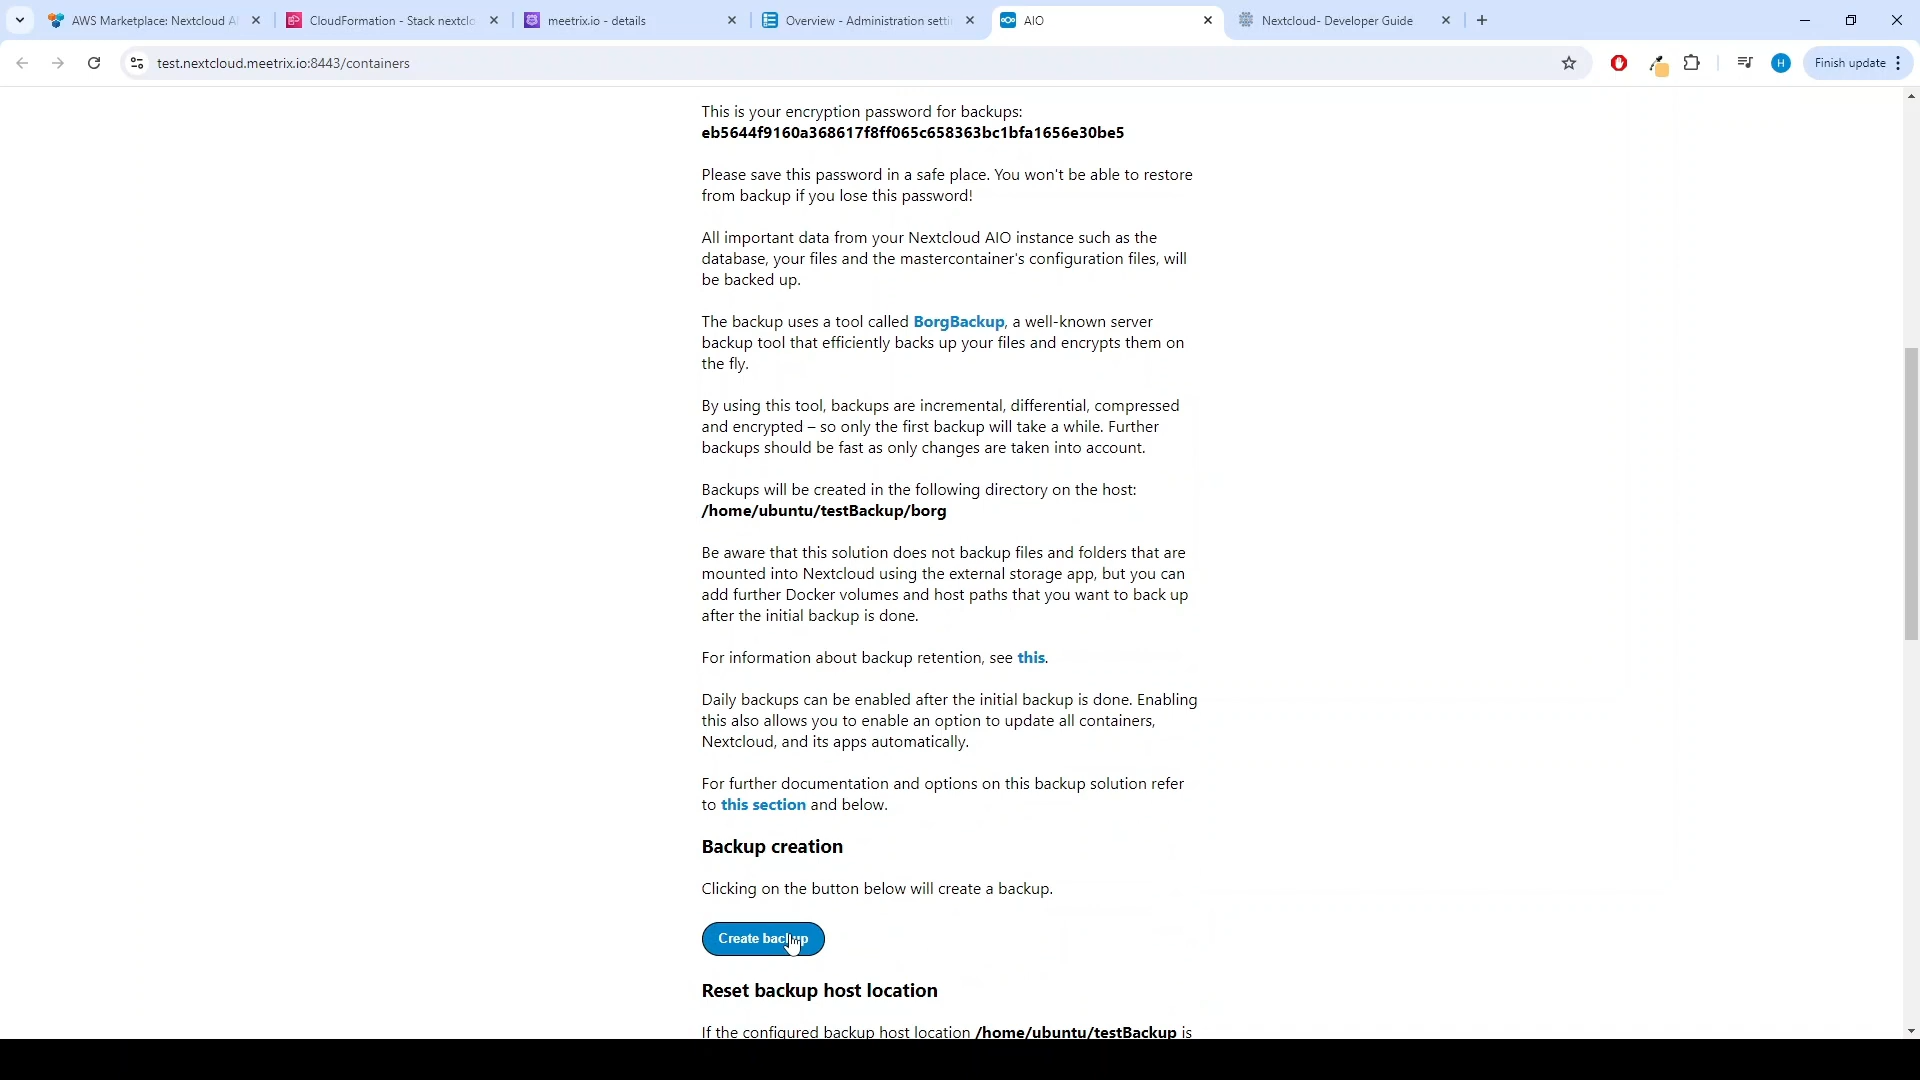 AWS Marketplace: Nextcloud A
CloudFormation - Stack nextclo
meetrix.io - details
Overview - Administration setti
AIO
Nextcloud- Developer Guide
test.nextcloud.meetrix.io:8443/containers
H
Finish update
This is your encryption password for backups:
eb5644f9160a368617f8ff065c658363bc1bfa1656e30be5
Please save this password in a safe place. You won't be able to restore
from backup if you lose this password!
All important data from your Nextcloud AIO instance such as the
database, your files and the mastercontainer's configuration files, will
be backed up.
The backup uses a tool called BorgBackup, a well-known server
backup tool that efficiently backs up your files and encrypts them on
the fly.
By using this tool, backups are incremental, differential, compressed
and encrypted – so only the first backup will take a while. Further
backups should be fast as only changes are taken into account.
Backups will be created in the following directory on the host:
/home/ubuntu/testBackup/borg
Be aware that this solution does not backup files and folders that are
mounted into Nextcloud using the external storage app, but you can
add further Docker volumes and host paths that you want to back up
after the initial backup is done.
For information about backup retention, see this.
Daily backups can be enabled after the initial backup is done. Enabling
this also allows you to enable an option to update all containers,
Nextcloud, and its apps automatically.
For further documentation and options on this backup solution refer
to this section and below.
Backup creation
Clicking on the button below will create a backup.
Create backup
Reset backup host location
If the configured backup host location /home/ubuntu/testBackup is